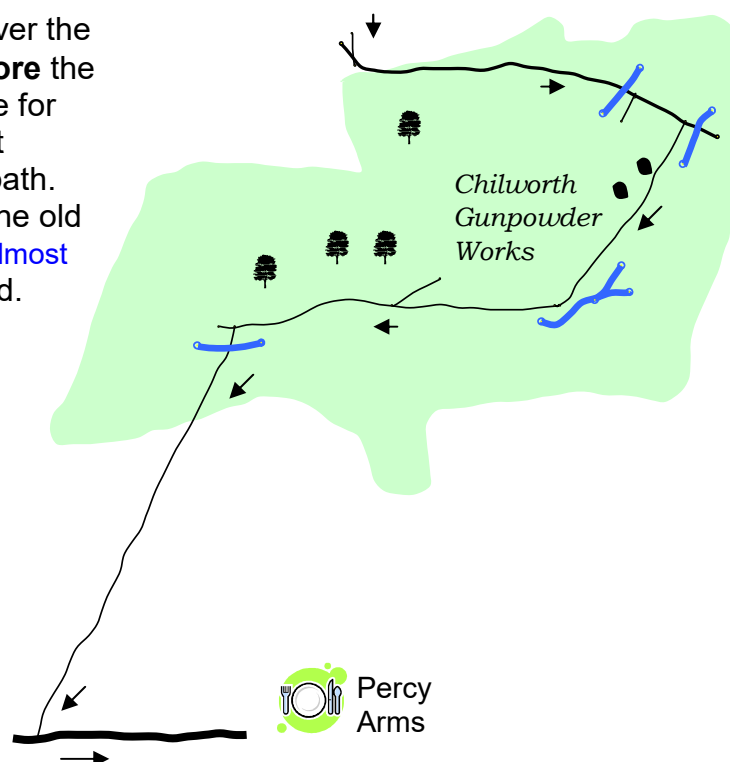 ver the
ore the
e for
t
path.
he old
lmost
d.
Chilworth
Gunpowder
Works
Percy
Arms